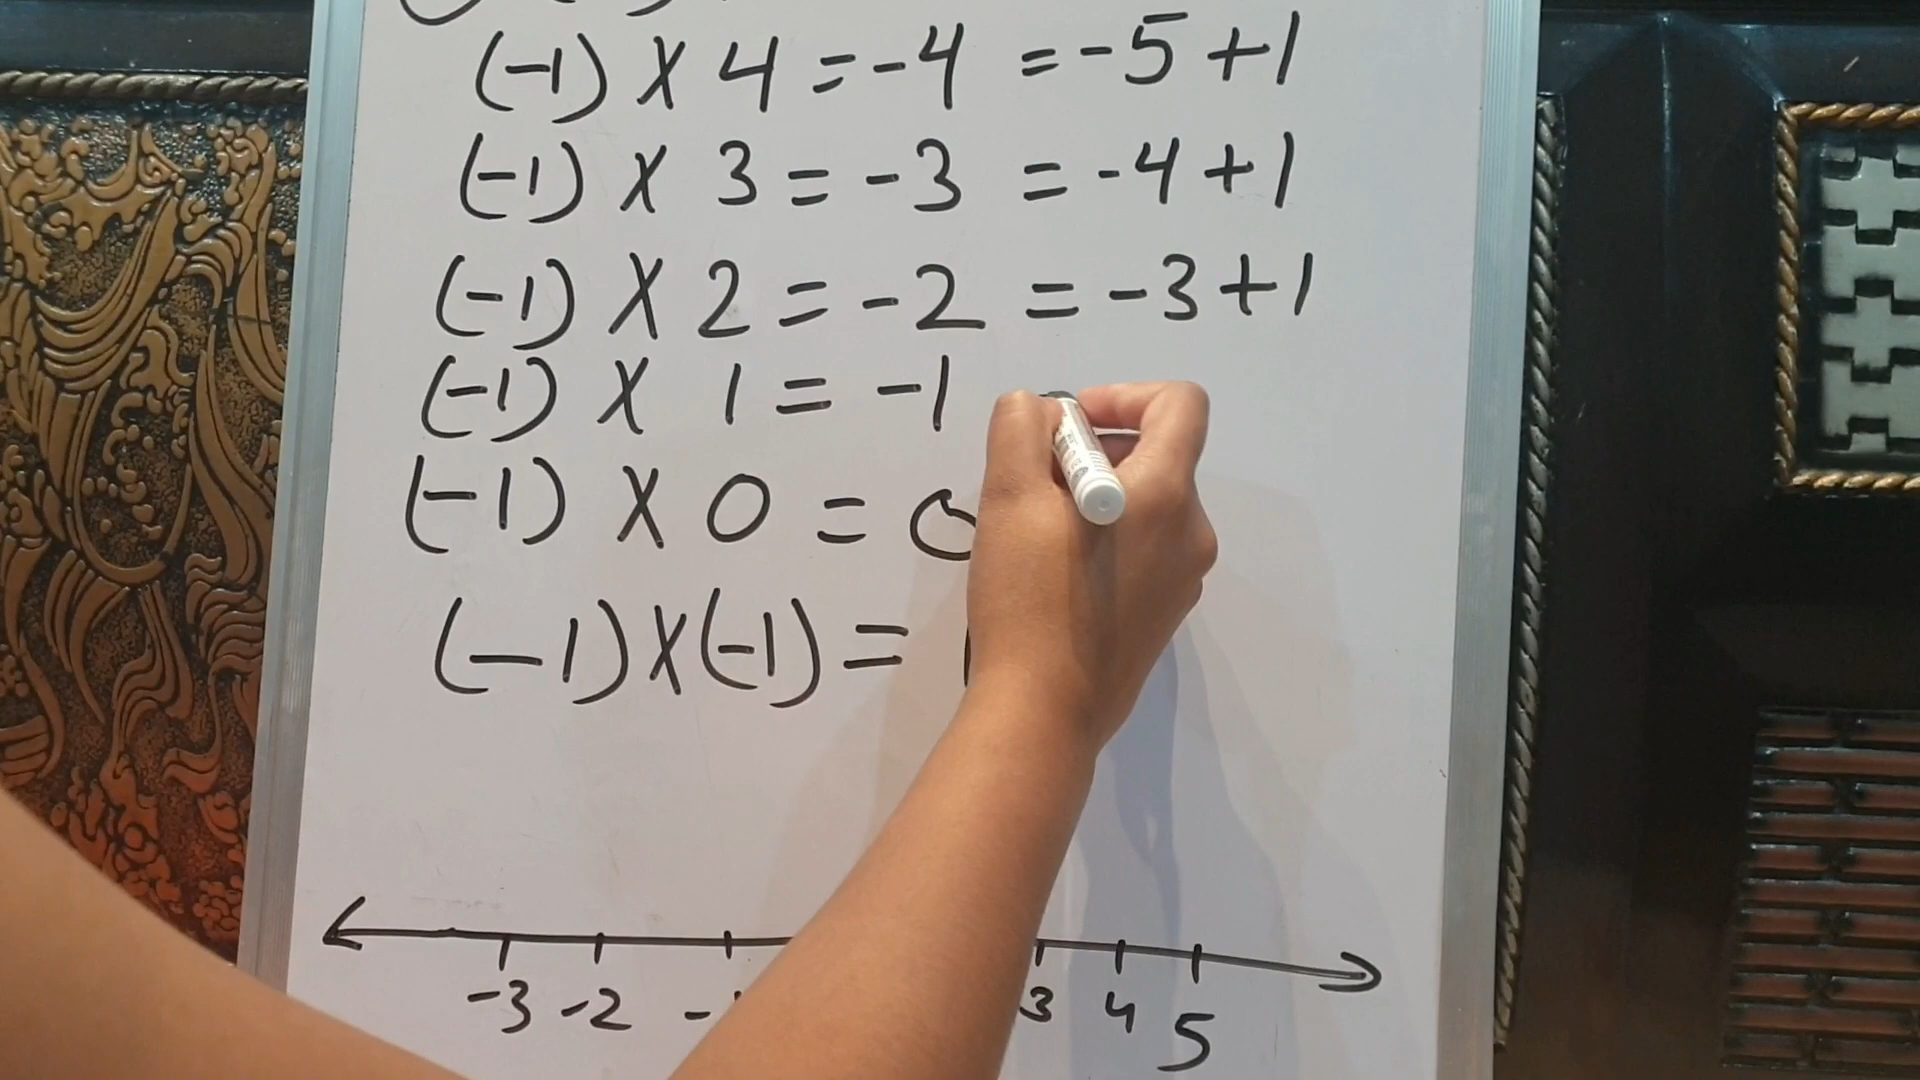 (-1) X 4 = -4 = -5+1
(-1) X 3 = -3 = -4+1
(-1) X 2 = -2 = -3+1
(-1) X 1 = -1
(-1) X 0 = 0
(-1) X (-1) =
-3 -2 3 4 5